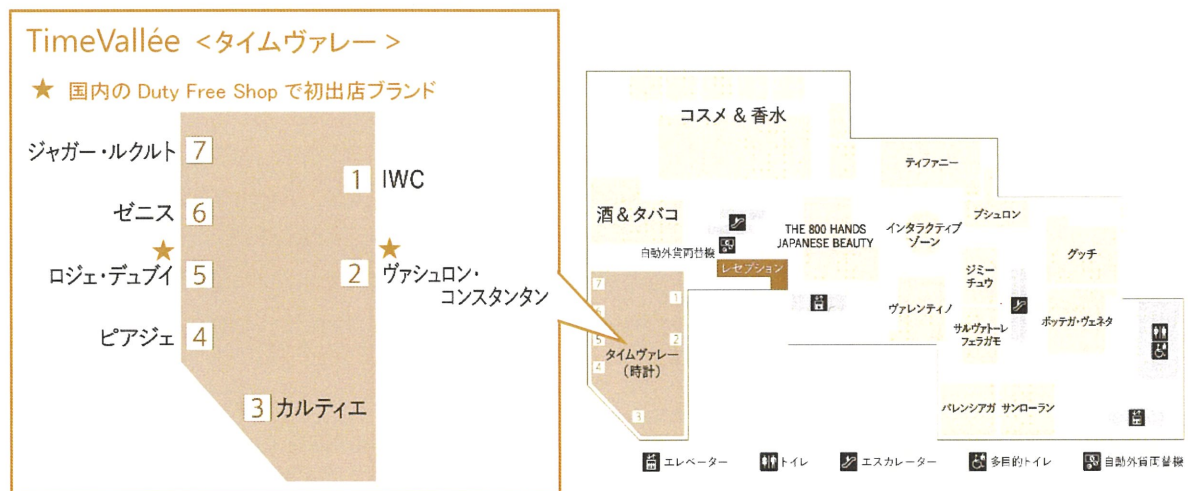 TimeVallée <タイムヴァレー>
★ 国内の Duty Free Shop で初出店ブランド
ジャガー・ルクルト 7
1 IWC
ゼニス 6
★
★
ロジェ・デュブイ 5
2 ヴァシュロン・
コンスタンタン
ピアジェ 4
3 カルティエ
コスメ & 香水
ティファニー
酒 & タバコ
ブシュロン
THE 800 HANDS
JAPANESE BEAUTY
インタラクティブ
ゾーン
自動外貨両替機
グッチ
レセプション
ジミー
チュウ
7
1
ヴァレンティノ
ボッテガ・ヴェネタ
サルヴァトーレ
フェラガモ
5
2
タイムヴァレー
(時計)
4
3
バレンシアガ サンローラン
エレベーター
トイレ
エスカレーター
多目的トイレ
自動外貨両替機